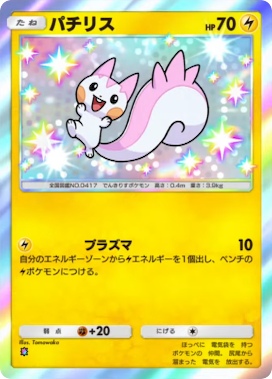 たね パチリス HP70
全国図鑑NO.0417 でんきりすポケモン 高さ：0.4m 重さ：3.9kg
プラズマ 10
自分のエネルギーゾーンから エネルギーを1個出し、ベンチの
ポケモンにつける。
弱点 +20 にげる
Illus. Tomowaka
ほっぺに 電気袋を 持つ
ポケモンの 仲間。 尻尾から
溜まった 電気を 放出する。